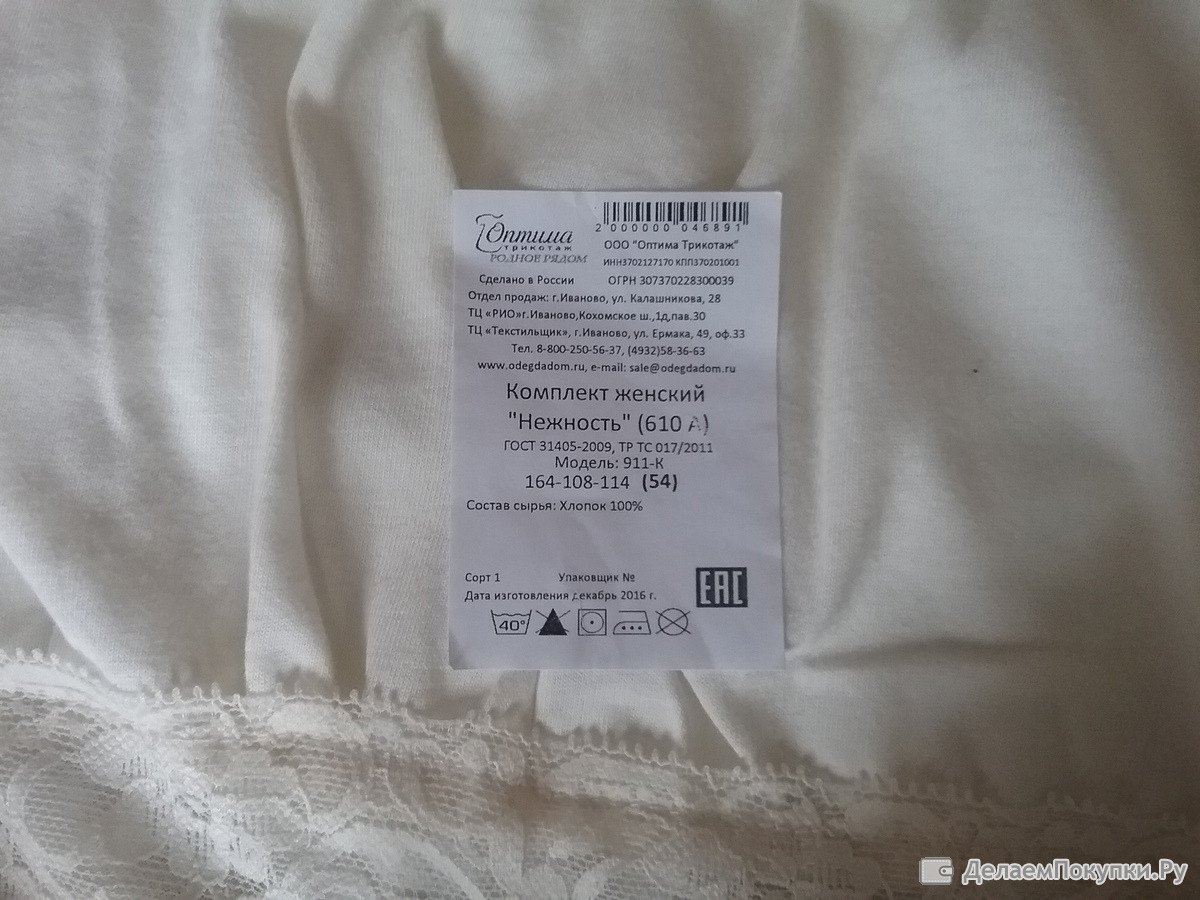 Оптима
трикотаж
РОДНОЕ РЯДОМ
2 000000 046891
ООО "Оптима Трикотаж"
ИНН3702127170 КПП370201001
Сделано в России ОГРН 307370228300039
Отдел продаж: г.Иваново, ул. Калашникова, 28
ТЦ «РИО»г.Иваново,Кохомское ш.,1д,пав.30
ТЦ «Текстильщик», г.Иваново, ул. Ермака, 49, оф.33
Тел. 8-800-250-56-37, (4932)58-36-63
www.odegdadom.ru, e-mail: sale@odegdadom.ru
Комплект женский
"Нежность" (610 А)
ГОСТ 31405-2009, ТР ТС 017/2011
Модель: 911-К
164-108-114 (54)
Состав сырья: Хлопок 100%
Сорт 1 Упаковщик №
Дата изготовления декабрь 2016 г.
EAC
40°
ДелаемПокупки.Ру